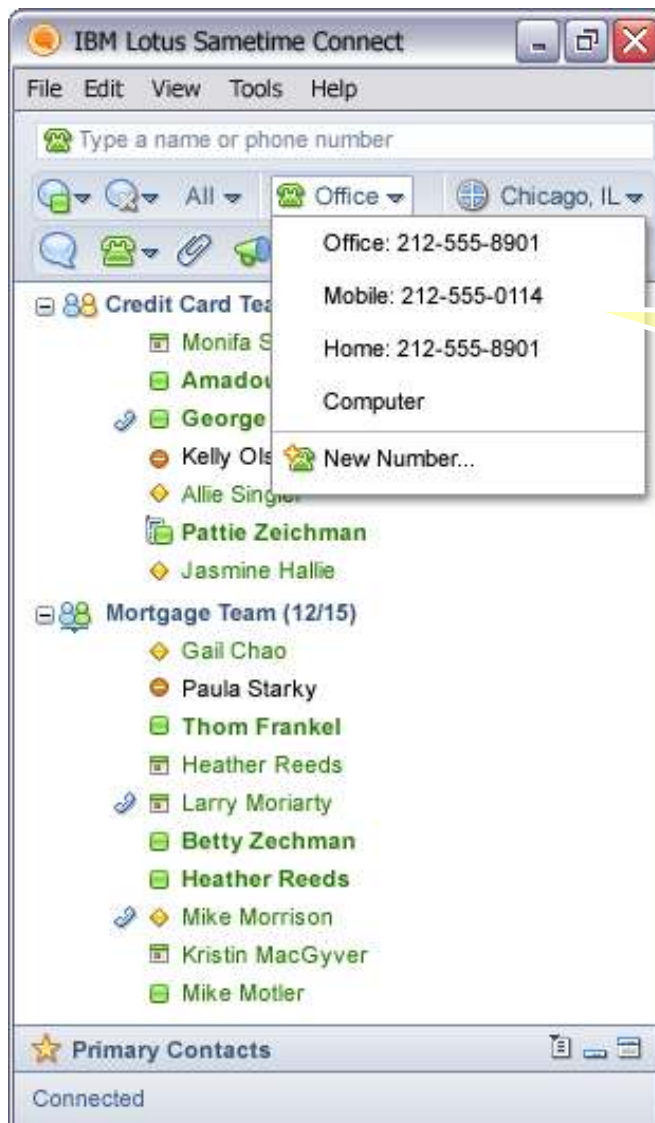 IBM Lotus Sametime Connect
File Edit View Tools Help
Type a name or phone number
All Office Chicago, IL
Office: 212-555-8901
Mobile: 212-555-0114
Home: 212-555-8901
Computer
New Number...
Credit Card
Monifa
George
Kelly
Allie
Pattie Zeichman
Jasmine Hallie
Mortgage Team (12/15)
Gail Chao
Paula Starky
Thom Frankel
Heather Reeds
Larry Moriarty
Betty Zechman
Heather Reeds
Mike Morrison
Kristin MacGyver
Mike Motler
Primary Contacts
Connected